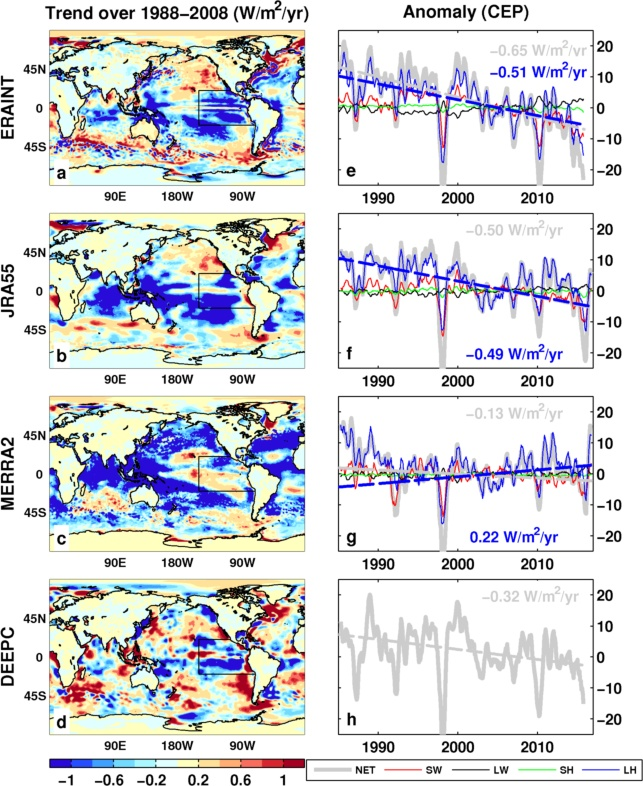 Trend over 1988−2008 (W/m²/yr)
Anomaly (CEP)
ERAINT
45N
0
45S
a
90E 180W 90W
−0.65 W/m²/yr
−0.51 W/m²/yr
20
10
0
−10
−20
e
1990 2000 2010
JRA55
45N
0
45S
b
90E 180W 90W
−0.50 W/m²/yr
20
10
0
−10
−20
f
−0.49 W/m²/yr
1990 2000 2010
MERRA2
45N
0
45S
c
90E 180W 90W
−0.13 W/m²/yr
20
10
0
−10
−20
g
0.22 W/m²/yr
1990 2000 2010
DEEPC
45N
0
45S
d
90E 180W 90W
−0.32 W/m²/yr
20
10
0
−10
−20
h
1990 2000 2010
−1 −0.6 −0.2 0.2 0.6 1
NET SW LW SH LH